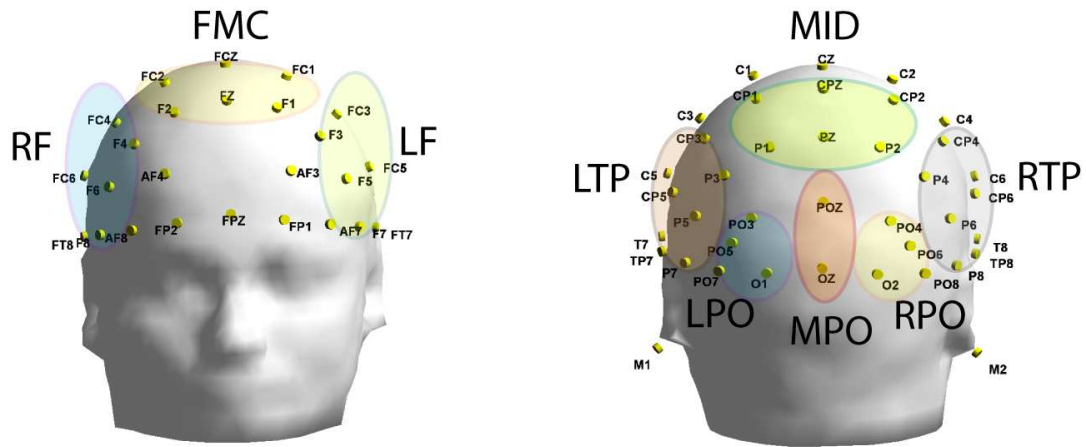 FMC
MID
FCZ
FC2 FC1
FZ
F2 F1
FC3
FC4
F4 F3
RF LF
FC6 FC5
F6 AF4 AF3 F5
FPZ
FP2 FP1
FT8 F8 AF8 AF7 F7 FT7
CZ
C1 C2
CPZ
CP1 CP2
C3 C4
PZ
CP3 P1 P2 CP4
LTP RTP
C5 P3 P4 C6
CP5 CP6
POZ
P5 PO3 PO4 P6
T7 PO5 PO6 T8
TP7 TP8
P7 PO7 O1 OZ O2 PO8 P8
LPO MPO RPO
M1 M2